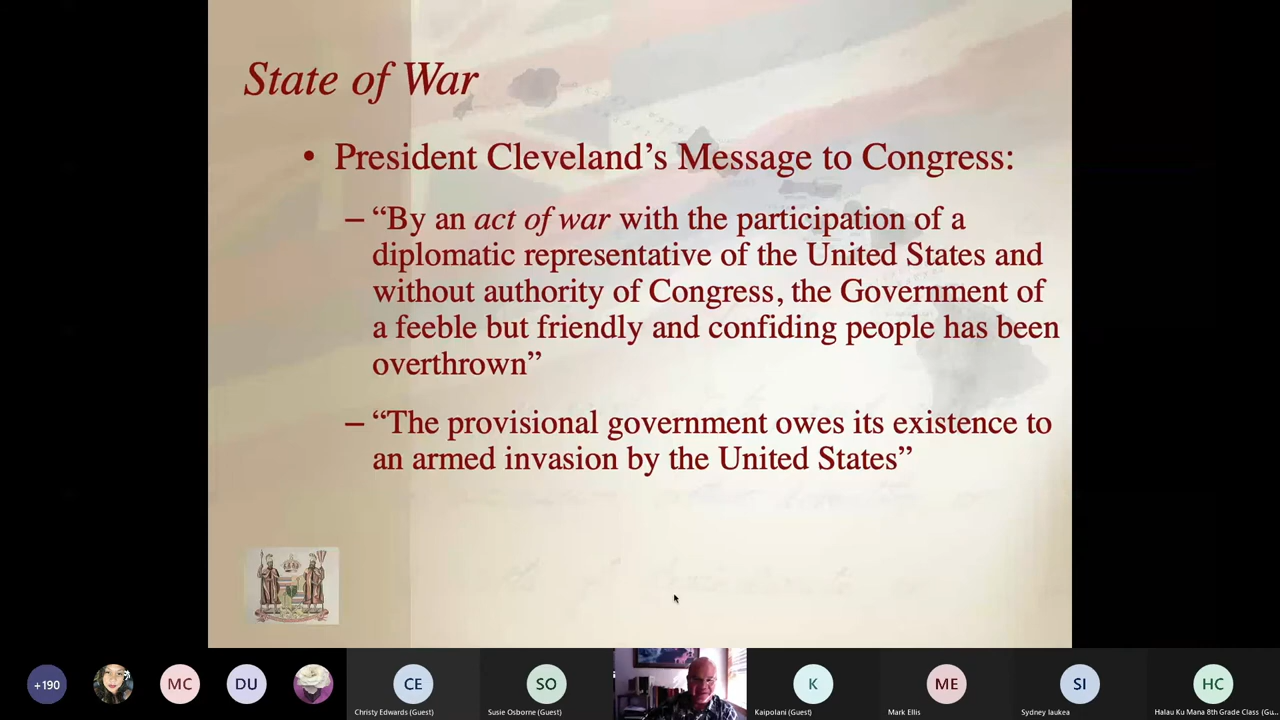 State of War
• President Cleveland’s Message to Congress:
– “By an act of war with the participation of a
diplomatic representative of the United States and
without authority of Congress, the Government of
a feeble but friendly and confiding people has been
overthrown”
– “The provisional government owes its existence to
an armed invasion by the United States”
+190
MC
DU
CE
SO
K
ME
SI
HC
Christy Edwards (Guest)
Susie Osborne (Guest)
Kaipolani (Guest)
Mark Ellis
Sydney Iaukea
Halau Ku Mana 8th Grade Class (Gu...